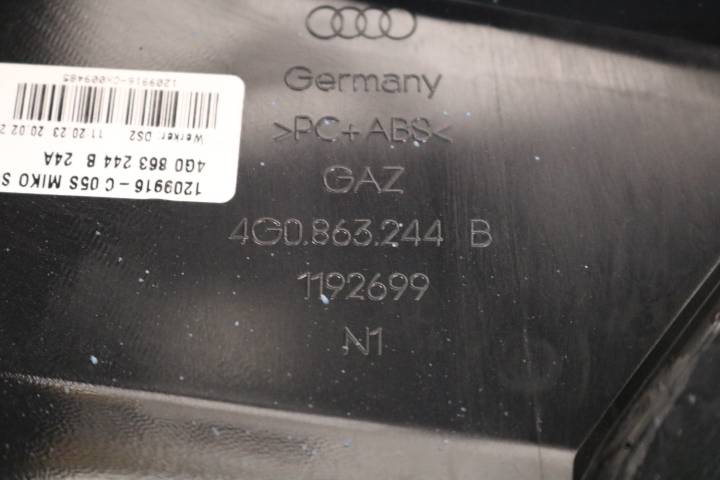 Germany
>PC+ABS<
GAZ
4G0.863.244 B
1192699
N1
1209916-C 05S MIKO S
4G0 863 244 B 24A
Werker: DS2 11 20 23 20.02.2